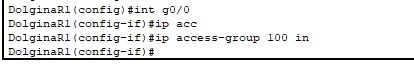 DolginaR1(config)#int g0/0
DolginaR1(config-if)#ip acc
DolginaR1(config-if)#ip access-group 100 in
DolginaR1(config-if)#